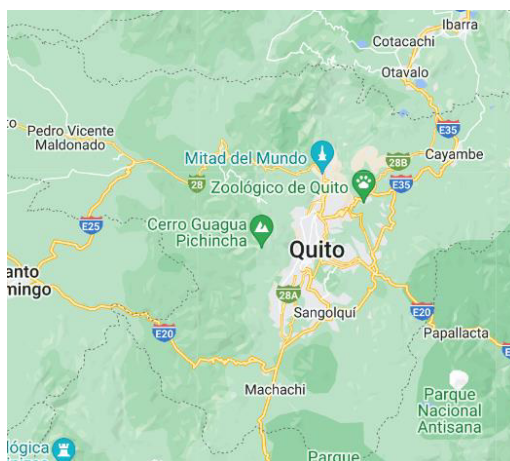 Ibarra
Cotacachi
Otavalo
to
Pedro Vicente
Maldonado
E35
Mitad del Mundo
28B
Cayambe
28
Zoológico de Quito
E35
E25
Cerro Guagua
Pichincha
Quito
anto
mingo
28A
Sangolquí
E20
E20
Papallacta
E
Machachi
Parque
Nacional
Antisana
lógica
Parque